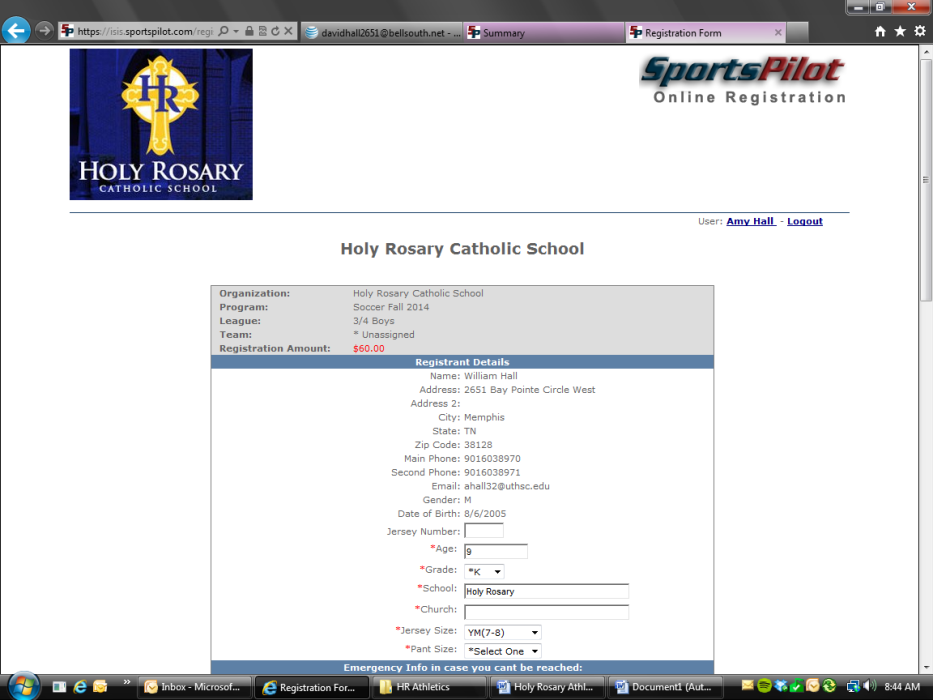 https://isis.sportspilot.com/regi
davidhall2651@bellsouth.net - ...
Summary
Registration Form
HR
HOLY ROSARY
CATHOLIC SCHOOL
SportsPilot
Online Registration
User: Amy Hall - Logout
Holy Rosary Catholic School
Organization: Holy Rosary Catholic School
Program: Soccer Fall 2014
League: 3/4 Boys
Team: * Unassigned
Registration Amount: $60.00
Registrant Details
Name: William Hall
Address: 2651 Bay Pointe Circle West
Address 2:
City: Memphis
State: TN
Zip Code: 38128
Main Phone: 9016038970
Second Phone: 9016038971
Email: ahall32@uthsc.edu
Gender: M
Date of Birth: 8/6/2005
Jersey Number:
*Age: 9
*Grade: *K
*School: Holy Rosary
*Church:
*Jersey Size: YM(7-8)
*Pant Size: *Select One
Emergency Info in case you cant be reached:
Inbox - Microsof...
Registration For...
HR Athletics
Holy Rosary Athl...
Document1 (Aut...
8:44 AM